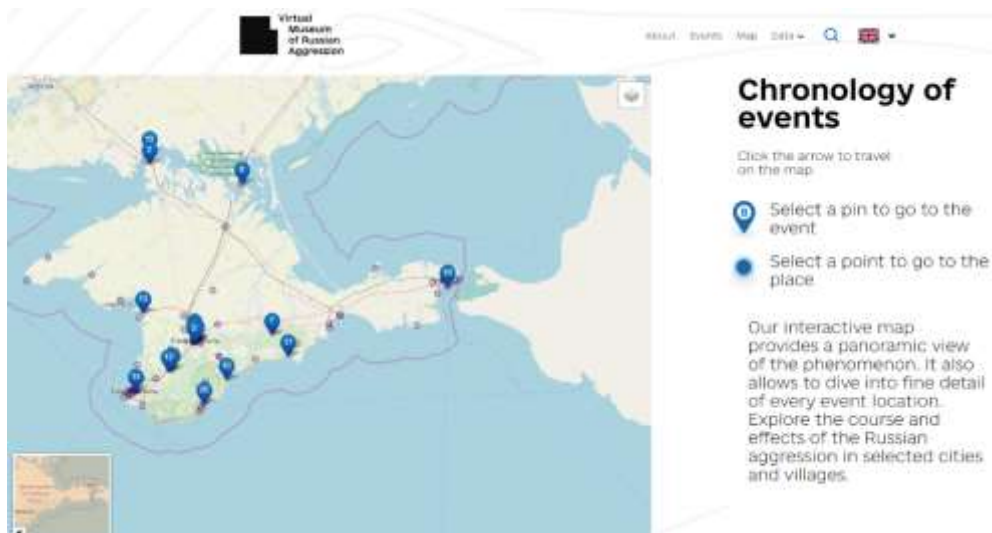 Virtual
Museum
of Russian
Aggression
About Events Map Data
Chronology of
events
Click the arrow to travel
on the map
Select a pin to go to the
event
Select a point to go to the
place
Our interactive map
provides a panoramic view
of the phenomenon. It also
allows to dive into fine detail
of every event location.
Explore the course and
effects of the Russian
aggression in selected cities
and villages.